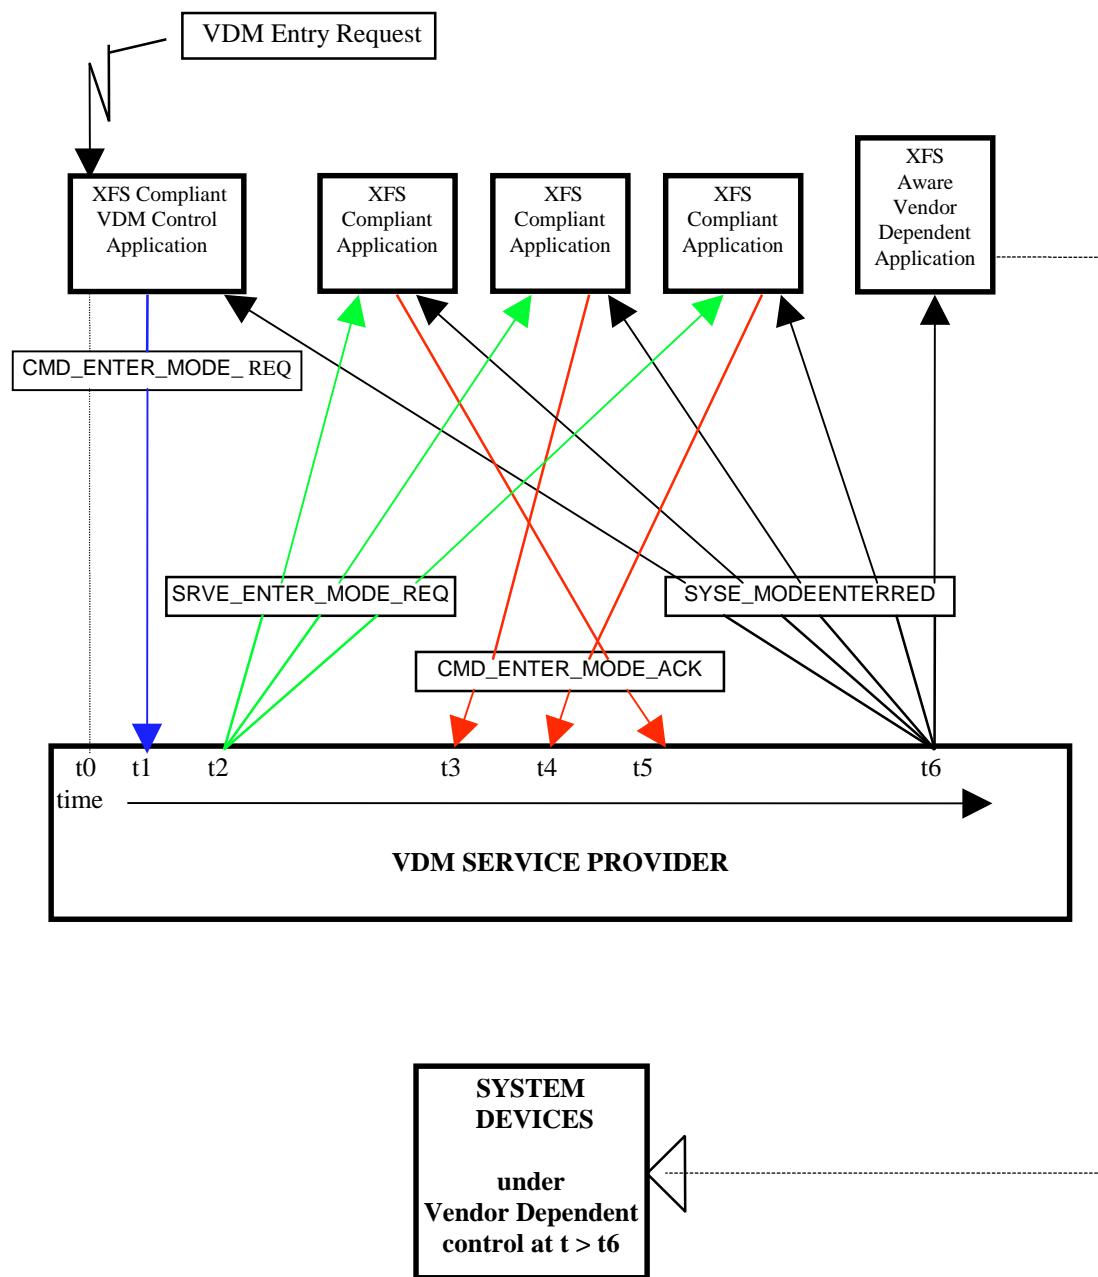 VDM Entry Request
XFS Compliant
VDM Control
Application
XFS
Compliant
Application
XFS
Compliant
Application
XFS
Compliant
Application
XFS
Aware
Vendor
Dependent
Application
CMD_ENTER_MODE_ REQ
SRVE_ENTER_MODE_REQ
SYSE_MODEENTERRED
CMD_ENTER_MODE_ACK
t0 t1 t2 t3 t4 t5 t6
time
VDM SERVICE PROVIDER
SYSTEM
DEVICES
under
Vendor Dependent
control at t > t6